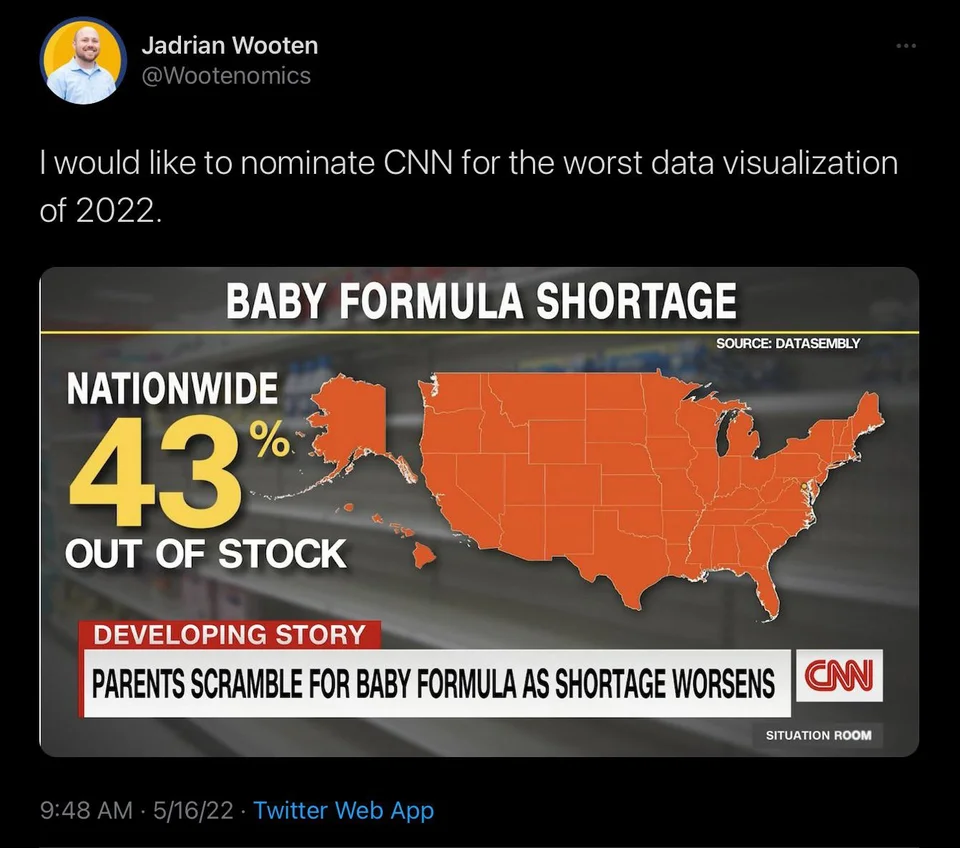 Jadrian Wooten
@Wootenomics
I would like to nominate CNN for the worst data visualization
of 2022.
BABY FORMULA SHORTAGE
SOURCE: DATASEMBLY
NATIONWIDE
43%
OUT OF STOCK
DEVELOPING STORY
PARENTS SCRAMBLE FOR BABY FORMULA AS SHORTAGE WORSENS
CNN
SITUATION ROOM
9:48 AM · 5/16/22 · Twitter Web App